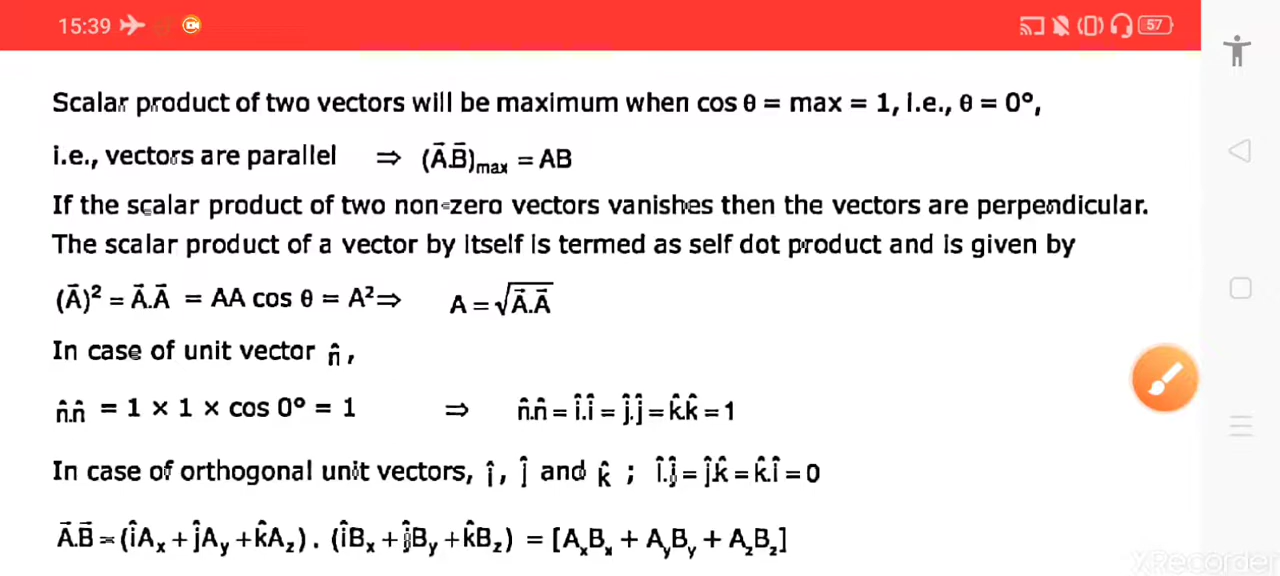 15:39
57
Scalar product of two vectors will be maximum when cos θ = max = 1, i.e., θ = 0°,
i.e., vectors are parallel ⇒ (A⃗.B⃗)max = AB
If the scalar product of two non-zero vectors vanishes then the vectors are perpendicular.
The scalar product of a vector by itself is termed as self dot product and is given by
(A⃗)² = A⃗.A⃗ = AA cos θ = A² ⇒ A = √A⃗.A⃗
In case of unit vector n̂,
n̂.n̂ = 1 × 1 × cos 0° = 1 ⇒ n̂.n̂ = î.î = ĵ.ĵ = k̂.k̂ = 1
In case of orthogonal unit vectors, î, ĵ and k̂ ; î.ĵ = ĵk̂ = k̂.î = 0
A⃗.B⃗ = (îAx + ĵAy + k̂Az) . (îBx + ĵBy + k̂Bz) = [AxBx + AyBy + AzBz]
XRecorder